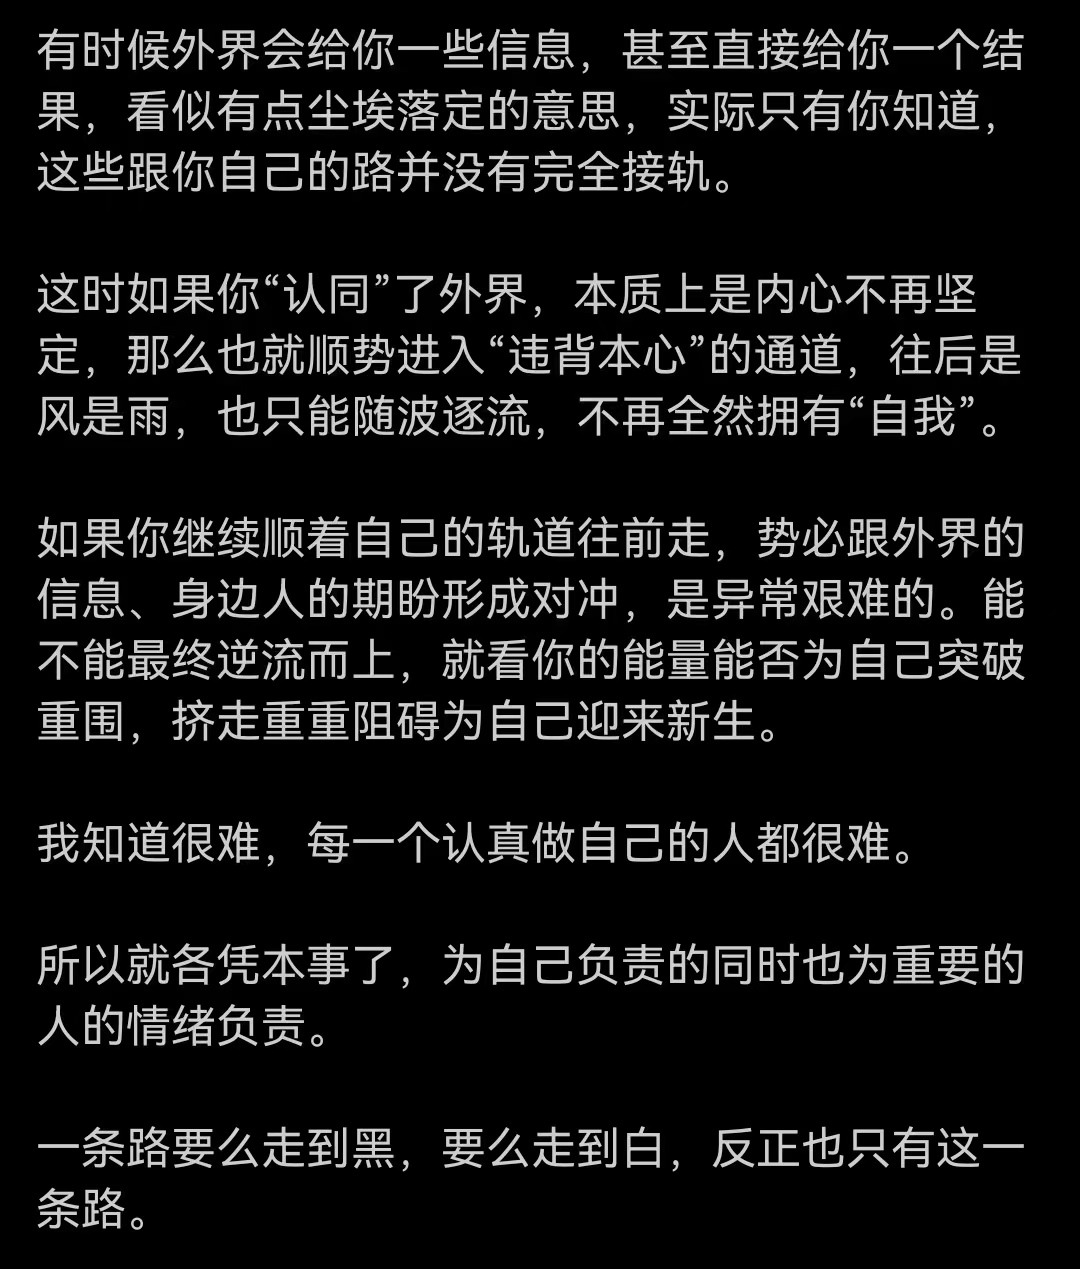 有时候外界会给你一些信息，甚至直接给你一个结
果，看似有点尘埃落定的意思，实际只有你知道，
这些跟你自己的路并没有完全接轨。
这时如果你“认同”了外界，本质上是内心不再坚
定，那么也就顺势进入“违背本心”的通道，往后是
风是雨，也只能随波逐流，不再全然拥有“自我”。
如果你继续顺着自己的轨道往前走，势必跟外界的
信息、身边人的期盼形成对冲，是异常艰难的。能
不能最终逆流而上，就看你的能量能否为自己突破
重围，挤走重重阻碍为自己迎来新生。
我知道很难，每一个认真做自己的人都很难。
所以就各凭本事了，为自己负责的同时也为重要的
人的情绪负责。
一条路要么走到黑，要么走到白，反正也只有这一
条路。